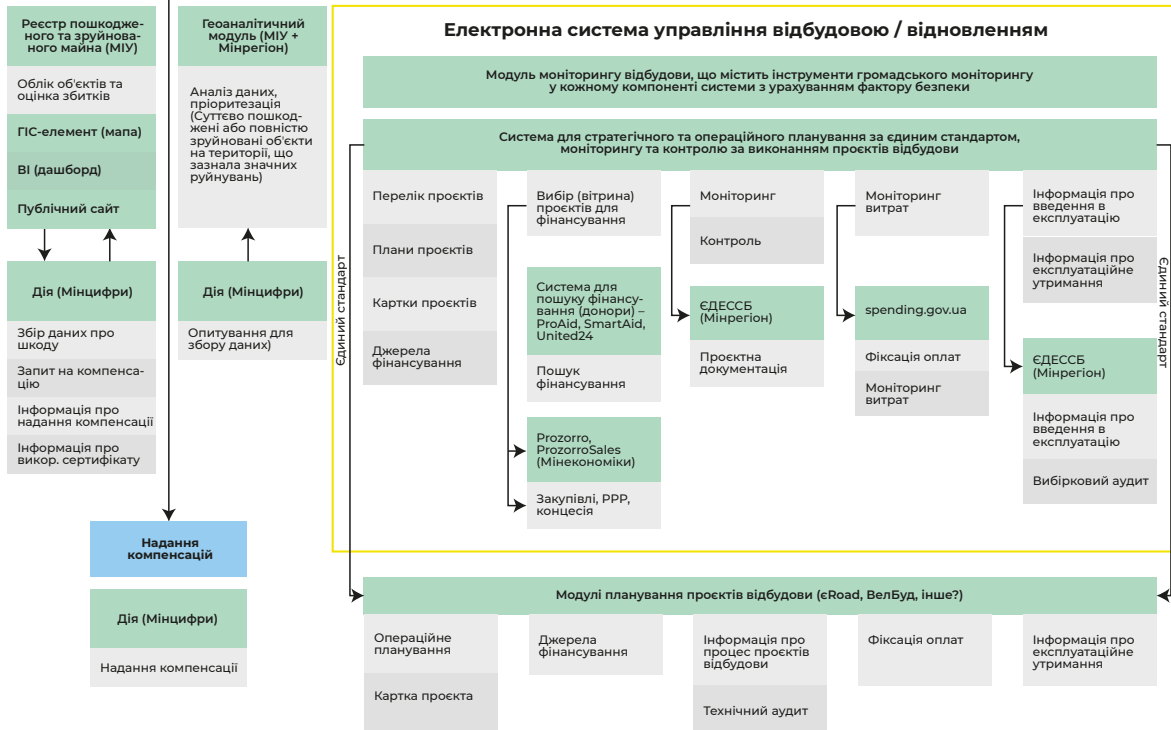 Реєстр пошкодже-
ного та зруйнова-
ного майна (МІУ)
Облік об'єктів та
оцінка збитків
ГІС-елемент (мапа)
BI (дашборд)
Публічний сайт
Дія (Мінцифри)
Збір даних про
шкоду
Запит на компенса-
цію
Інформація про
надання компенсації
Інформація про
викор. сертифікату
Геоаналітичний
модуль (МІУ +
Мінрегіон)
Аналіз даних,
пріоритезація
(Суттєво пошкод-
жені або повністю
зруйновані об'єкти
на території, що
зазнала значних
руйнувань)
Дія (Мінцифри)
Опитування для
збору даних)
Надання
компенсацій
Дія (Мінцифри)
Надання компенсації
Електронна система управління відбудовою / відновленням
Модуль моніторингу відбудови, що містить інструменти громадського моніторингу
у кожному компоненті системи з урахуванням фактору безпеки
Система для стратегічного та операційного планування за єдиним стандартом,
моніторингу та контролю за виконанням проєктів відбудови
Єдиний стандарт
Перелік проєктів
Плани проєктів
Картки проєктів
Джерела
фінансування
Вибір (вітрина)
проєктів для
фінансування
Система для
пошуку фінансу-
вання (донори) –
ProAid, SmartAid,
United24
Пошук
фінансування
Prozorro,
ProzorroSales
(Мінекономіки)
Закупівлі, PPP,
концесія
Моніторинг
Контроль
ЄДЕССБ
(Мінрегіон)
Проєктна
документація
Моніторинг
витрат
spending.gov.ua
Фіксація оплат
Моніторинг
витрат
Інформація про
введення в
експлуатацію
Інформація про
експлуатаційне
утримання
ЄДЕССБ
(Мінрегіон)
Інформація про
введення в
експлуатацію
Вибірковий аудит
Єдиний стандарт
Модулі планування проєктів відбудови (єRoad, ВелБуд, інше?)
Операційне
планування
Картка проєкта
Джерела
фінансування
Інформація про
процес проєктів
відбудови
Технічний аудит
Фіксація оплат
Інформація про
експлуатаційне
утримання